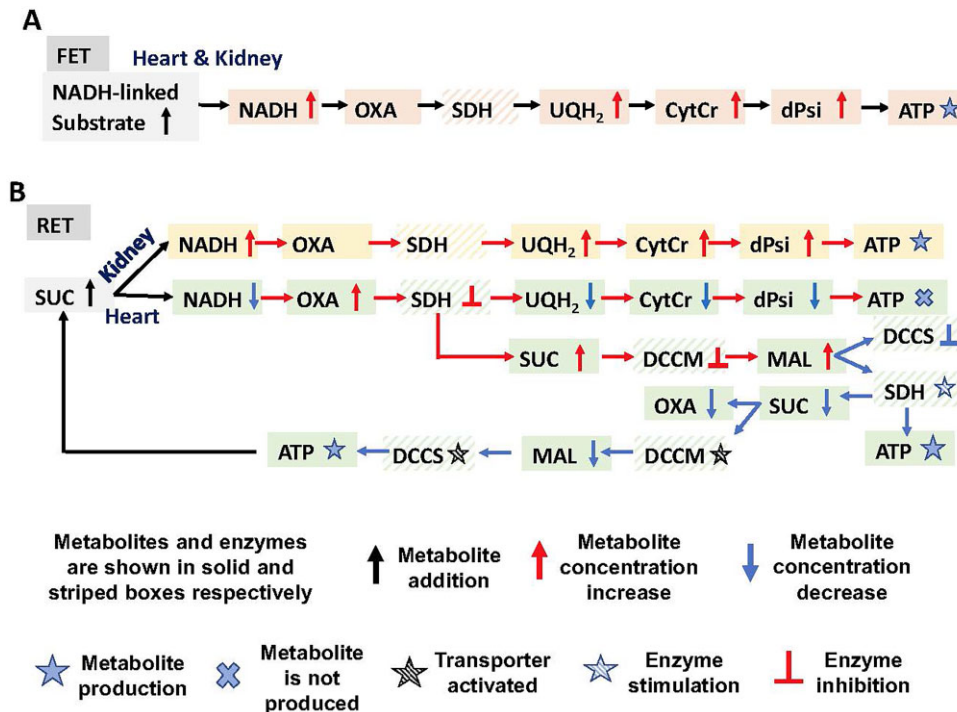 A
FET Heart & Kidney
NADH-linked
Substrate
NADH OXA SDH UQH₂ CytCr dPsi ATP
B
RET
Kidney
NADH OXA SDH UQH₂ CytCr dPsi ATP
SUC
Heart
NADH OXA SDH UQH₂ CytCr dPsi ATP
SUC DCCM MAL DCCS
OXA SUC SDH
ATP DCCS MAL DCCM ATP
Metabolites and enzymes
are shown in solid and
striped boxes respectively
Metabolite
addition
Metabolite
concentration
increase
Metabolite
concentration
decrease
Metabolite
production
Metabolite
is not
produced
Transporter
activated
Enzyme
stimulation
Enzyme
inhibition